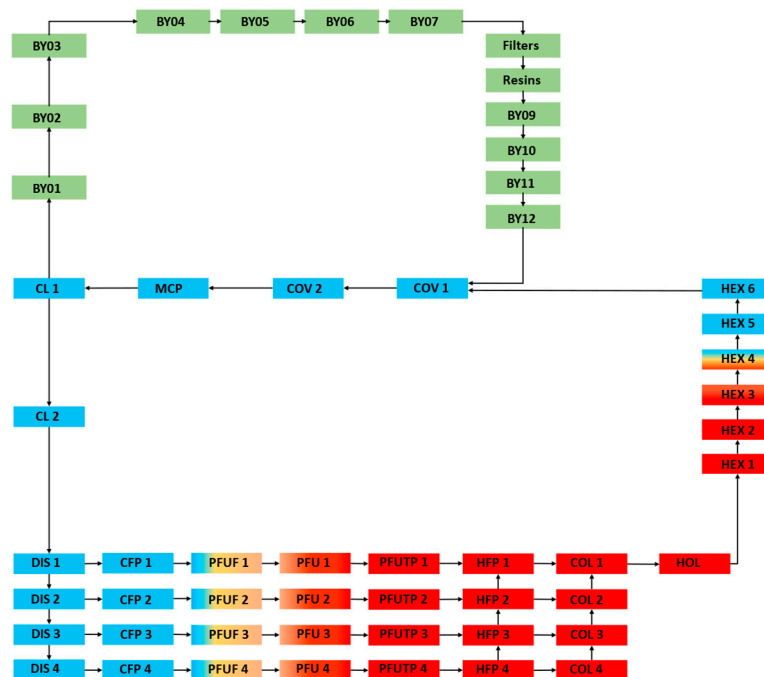 BY04 BY05 BY06 BY07
BY03 Filters
Resins
BY02 BY09
BY10
BY01 BY11
BY12
CL 1 MCP COV 2 COV 1 HEX 6
HEX 5
HEX 4
HEX 3
CL 2 HEX 2
HEX 1
DIS 1 CFP 1 PFUF 1 PFU 1 PFUTP 1 HFP 1 COL 1 HOL
DIS 2 CFP 2 PFUF 2 PFU 2 PFUTP 2 HFP 2 COL 2
DIS 3 CFP 3 PFUF 3 PFU 3 PFUTP 3 HFP 3 COL 3
DIS 4 CFP 4 PFUF 4 PFU 4 PFUTP 4 HFP 4 COL 4